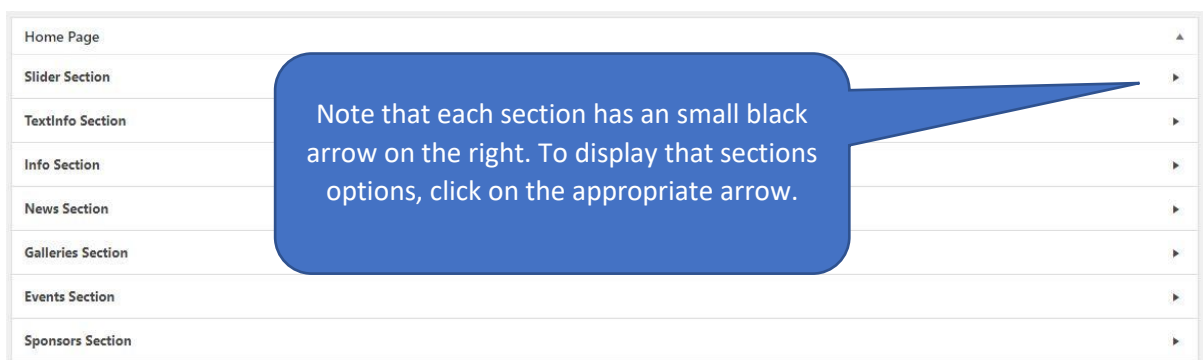 Home Page
Slider Section
TextInfo Section
Info Section
News Section
Galleries Section
Events Section
Sponsors Section
Note that each section has an small black
arrow on the right. To display that sections
options, click on the appropriate arrow.